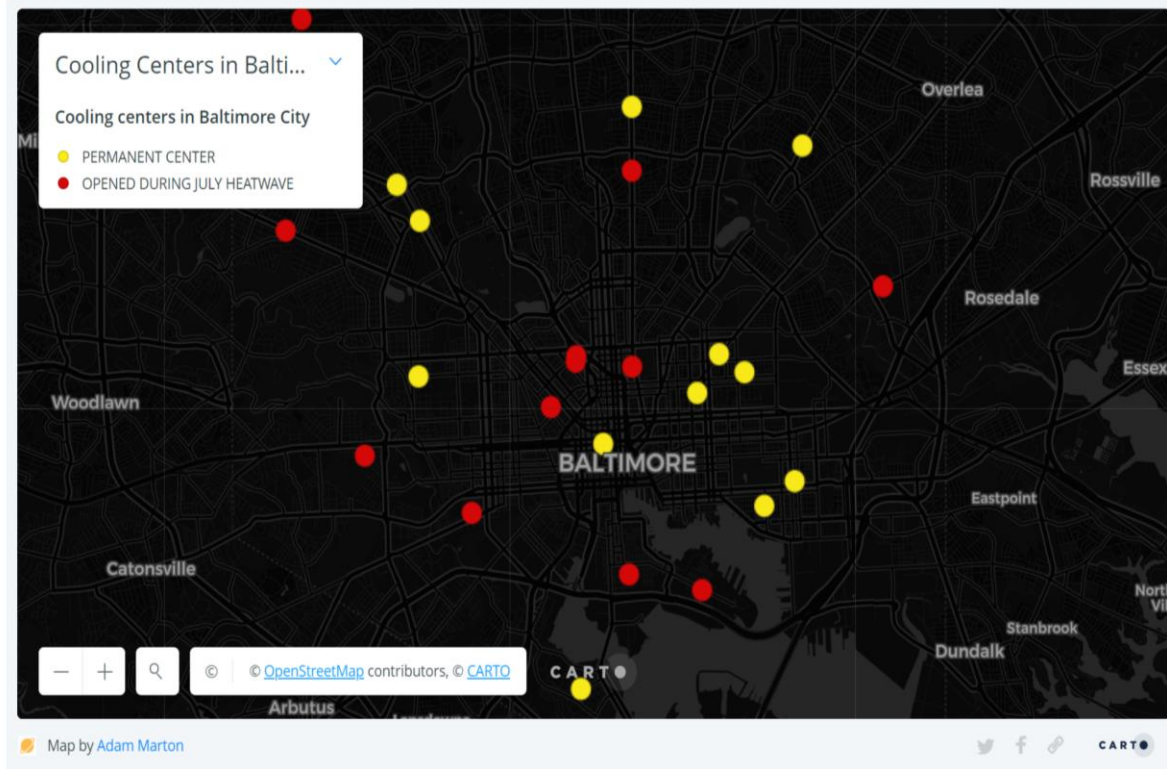 Cooling Centers in Balti...
Cooling centers in Baltimore City
PERMANENT CENTER
OPENED DURING JULY HEATWAVE
Mi
Overlea
Rossville
Rosedale
Essex
Woodlawn
BALTIMORE
Eastpoint
Catonsville
Stanbrook
Dundalk
− +
© © OpenStreetMap contributors, © CARTO
CARTO
Arbutus
Map by Adam Marton
CARTO